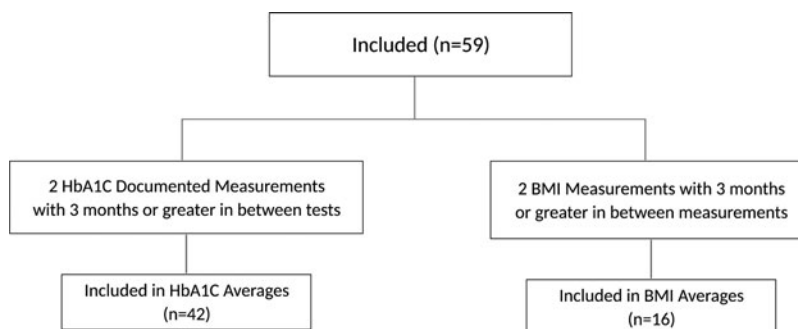 Included (n=59)
2 HbA1C Documented Measurements
with 3 months or greater in between tests
2 BMI Measurements with 3 months
or greater in between measurements
Included in HbA1C Averages
(n=42)
Included in BMI Averages
(n=16)